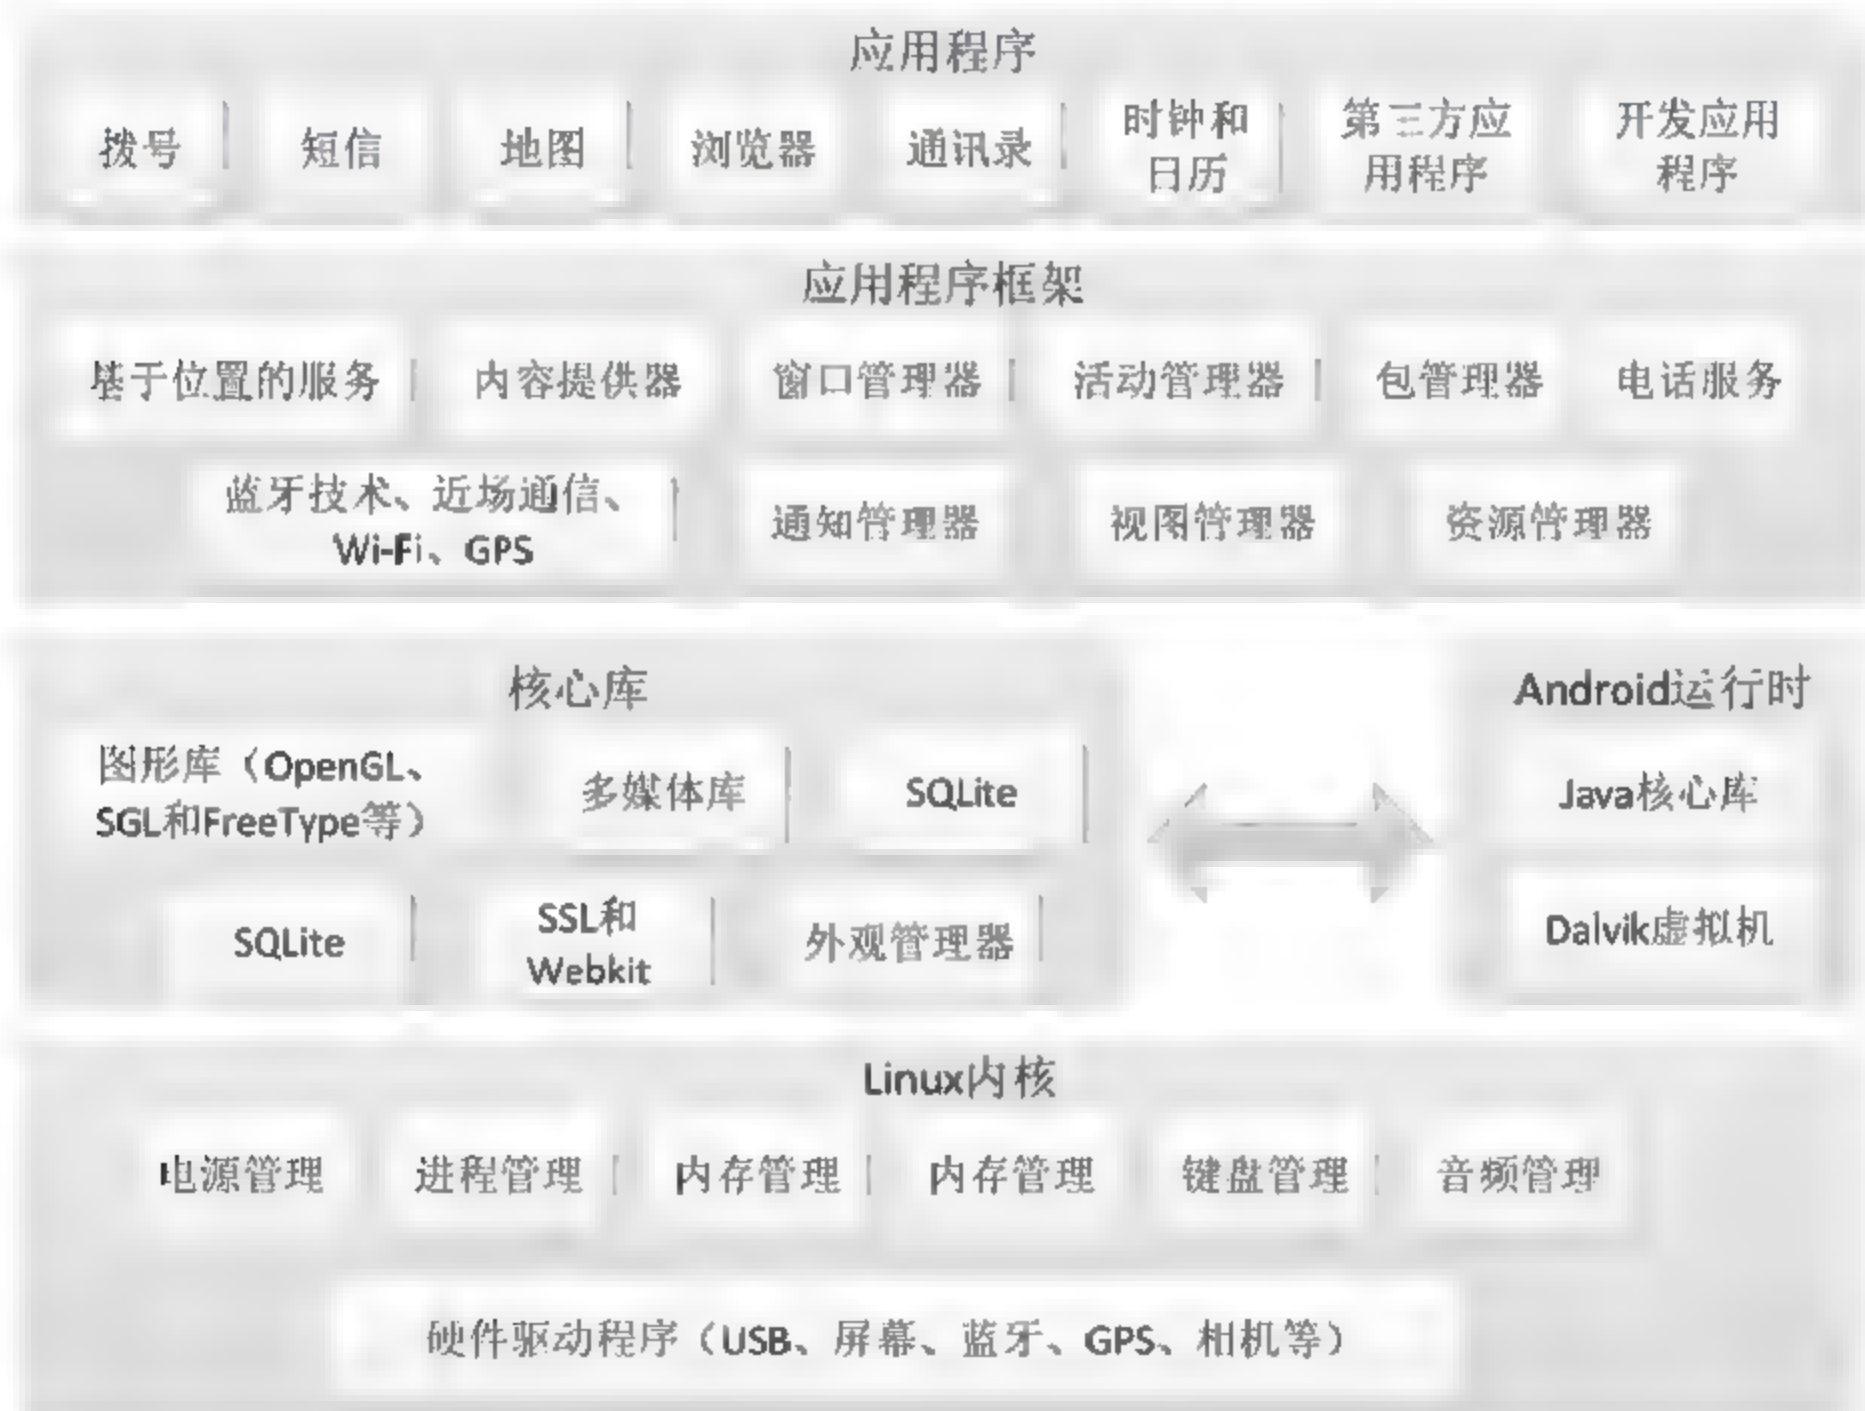 应用程序
拨号
短信
地图
浏览器
通讯录
时钟和
日历
第三方应
用程序
开发应用
程序
应用程序框架
基于位置的服务
内容提供器
窗口管理器
活动管理器
包管理器
电话服务
蓝牙技术、近场通信、
Wi-Fi、GPS
通知管理器
视图管理器
资源管理器
核心库
图形库（OpenGL、
SGL和FreeType等）
多媒体库
SQLite
SQLite
SSL和
Webkit
外观管理器
Android运行时
Java核心库
Dalvik虚拟机
Linux内核
电源管理
进程管理
内存管理
内存管理
键盘管理
音频管理
硬件驱动程序（USB、屏幕、蓝牙、GPS、相机等）